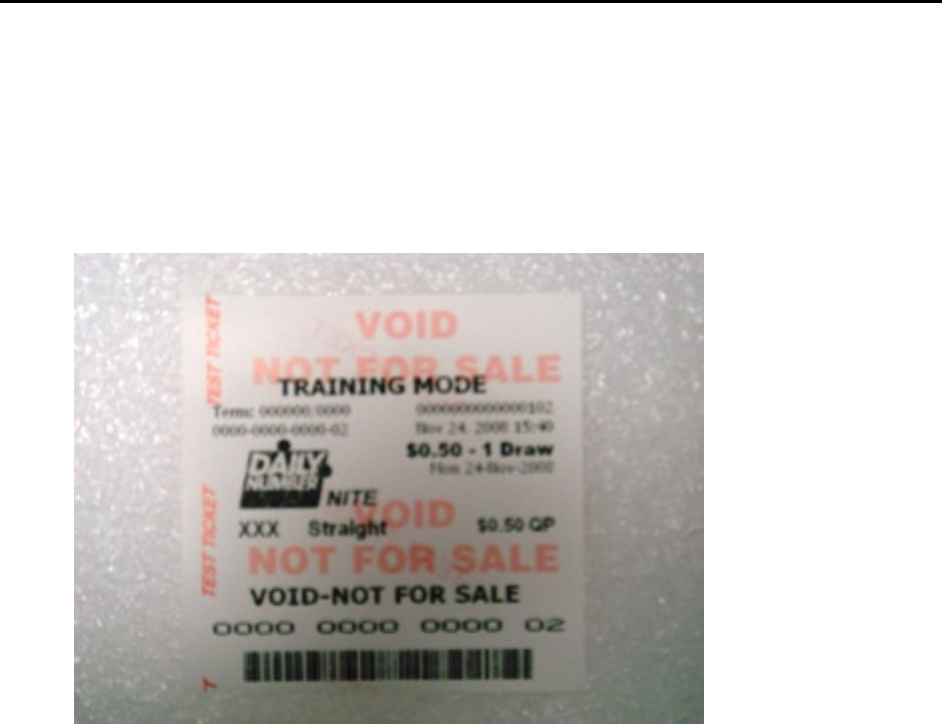 TEST TICKET
VOID
NOT FOR SALE
TRAINING MODE
Term: 000000/0000 0000000000000102
0000-0000-0000-02 Nov 24, 2008 15:40
$0.50 - 1 Draw
Mon 24-Nov-2008
DAILY
NUMBER
NITE
VOID
XXX Straight $0.50 QP
TEST TICKET
NOT FOR SALE
VOID-NOT FOR SALE
0000 0000 0000 02
T